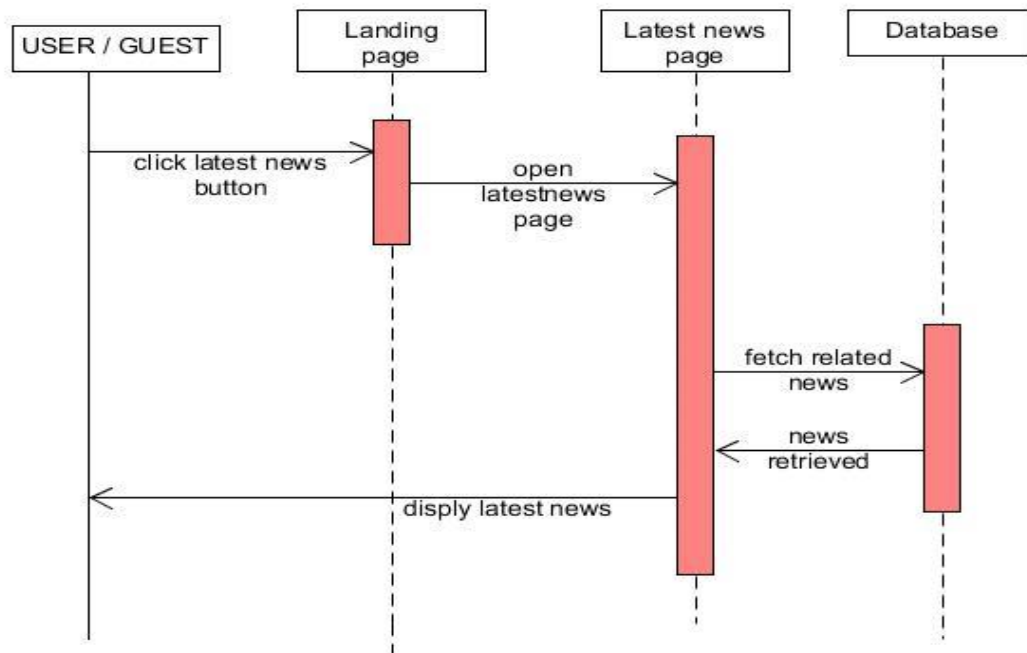 USER / GUEST
Landing
page
Latest news
page
Database
click latest news
button
open
latestnews
page
fetch related
news
news
retrieved
disply latest news